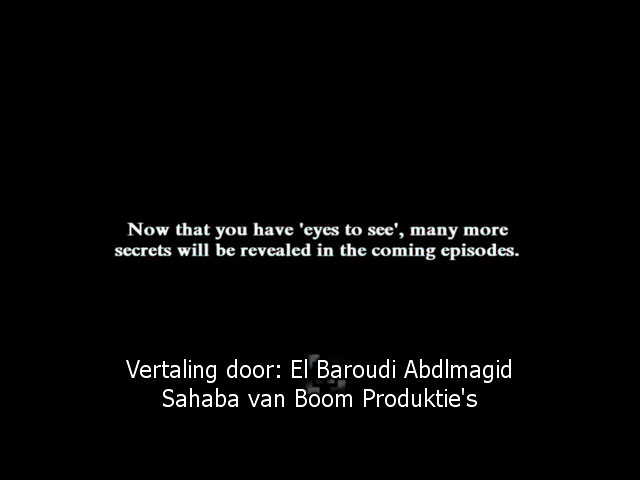 Now that you have 'eyes to see', many more
secrets will be revealed in the coming episodes.
Vertaling door: El Baroudi Abdlmagid
Sahaba van Boom Produktie's